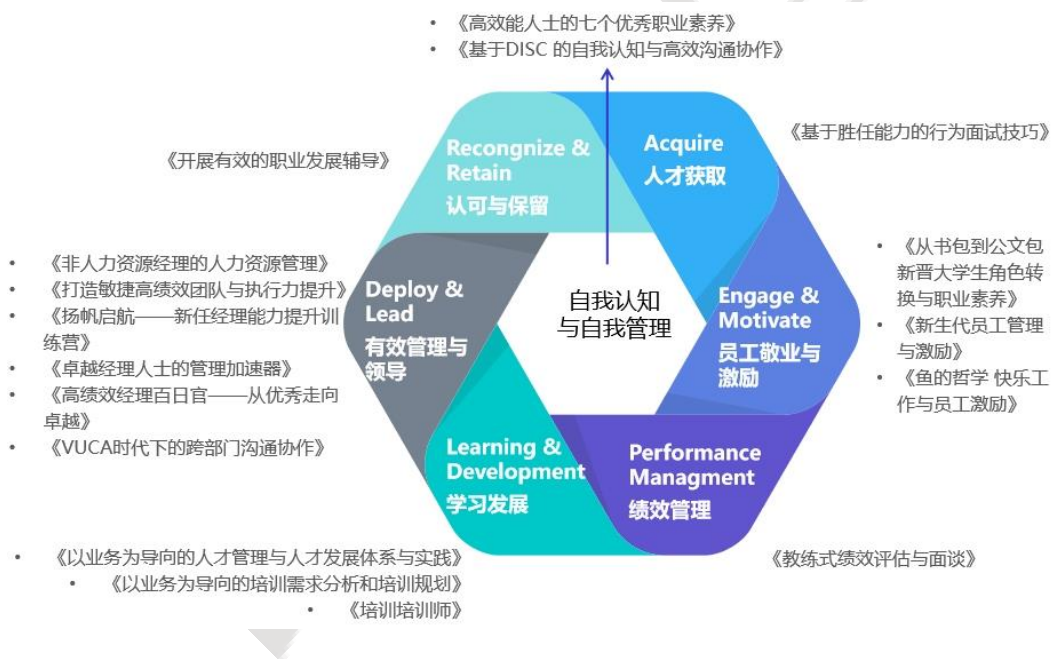 • 《高效能人士的七个优秀职业素养》
• 《基于DISC 的自我认知与高效沟通协作》
《开展有效的职业发展辅导》
Recongnize &
Retain
认可与保留
Acquire
人才获取
《基于胜任能力的行为面试技巧》
• 《非人力资源经理的人力资源管理》
• 《打造敏捷高绩效团队与执行力提升》
• 《扬帆启航——新任经理能力提升训
练营》
• 《卓越经理人士的管理加速器》
• 《高绩效经理百日官——从优秀走向
卓越》
• 《VUCA时代下的跨部门沟通协作》
Deploy &
Lead
有效管理与
领导
自我认知
与自我管理
Engage &
Motivate
员工敬业与
激励
• 《从书包到公文包
新晋大学生角色转
换与职业素养》
• 《新生代员工管理
与激励》
• 《鱼的哲学 快乐工
作与员工激励》
Learning &
Development
学习发展
Performance
Managment
绩效管理
• 《以业务为导向的人才管理与人才发展体系与实践》
• 《以业务为导向的培训需求分析和培训规划》
• 《培训培训师》
《教练式绩效评估与面谈》